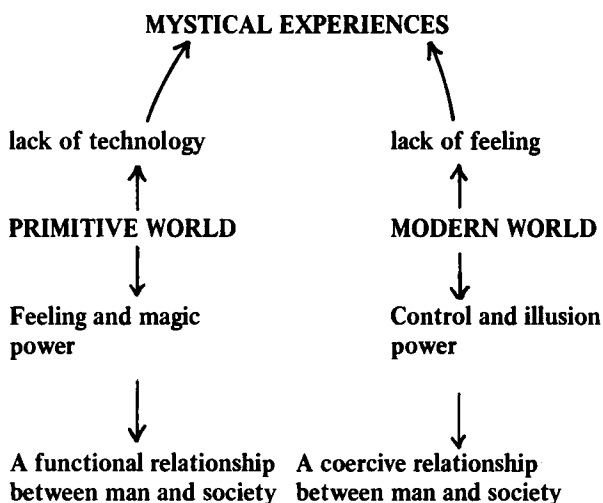 MYSTICAL EXPERIENCES
lack of technology
lack of feeling
PRIMITIVE WORLD
MODERN WORLD
Feeling and magic
power
Control and illusion
power
A functional relationship
between man and society
A coercive relationship
between man and society